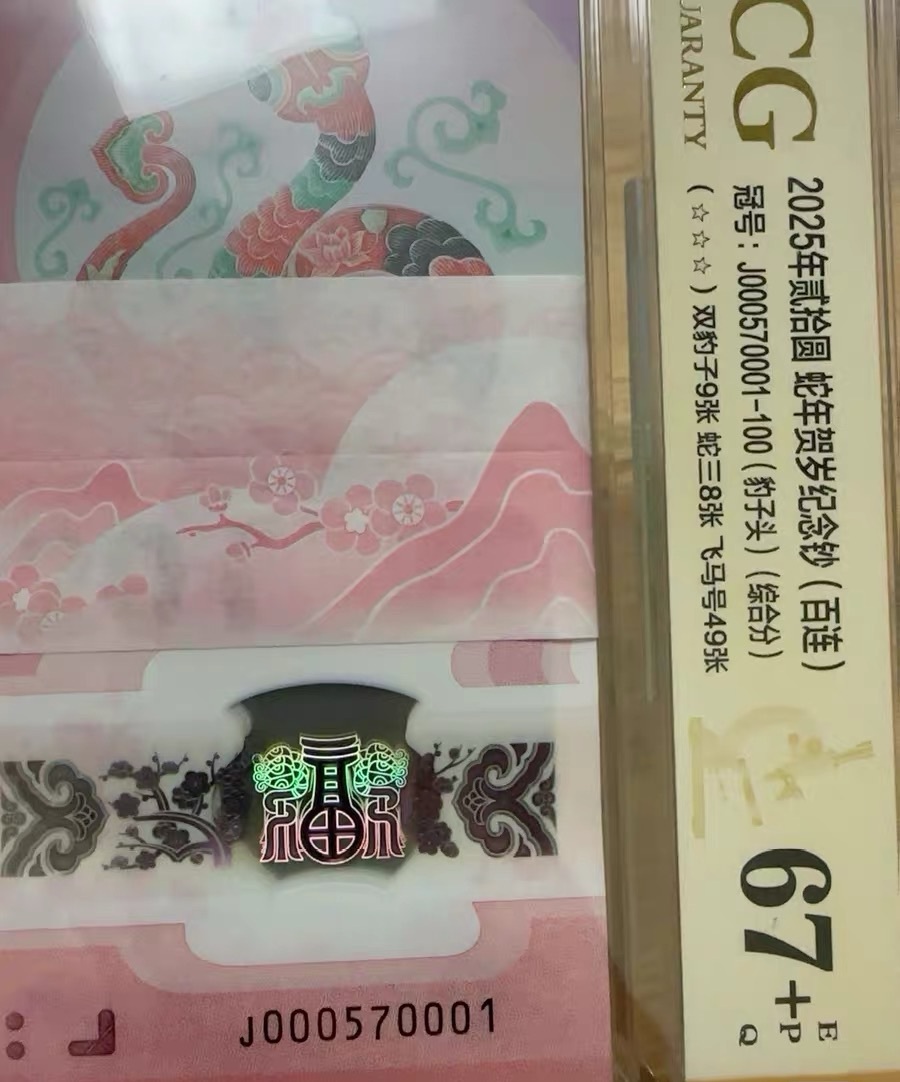 CG
UARANTY
2025年贰拾圆 蛇年贺岁纪念钞（百连）
冠号：J000570001-100（豹子头）（综合分）
（☆☆☆）双豹子9张 蛇三8张 飞马号49张
67+
E
P
Q
J000570001